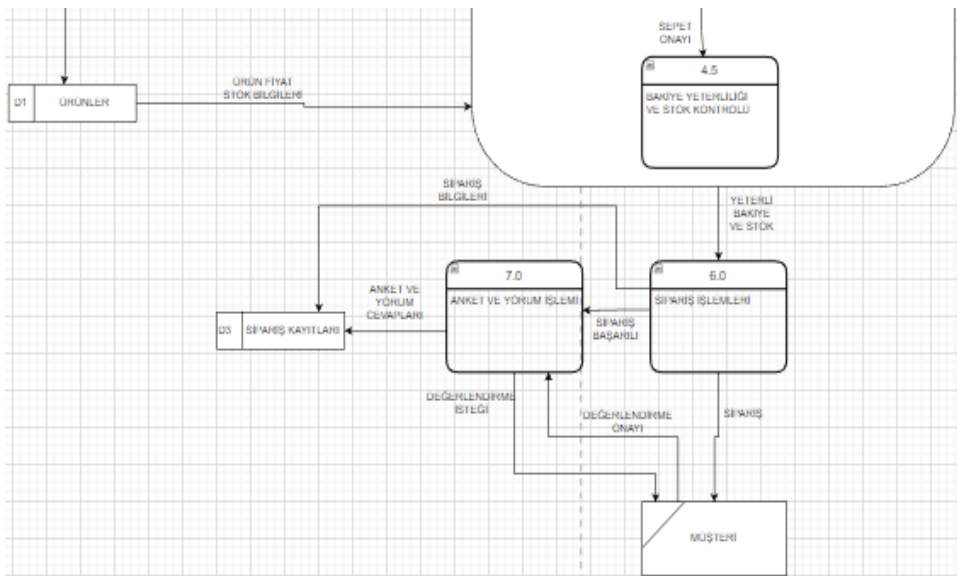 SEPET
ONAYI
4.5
BAKİYE YETERLİLİĞİ
VE STOK KONTROLÜ
ÜRÜN FİYAT
STOK BİLGİLERİ
D1 ÜRÜNLER
SİPARİŞ
BİLGİLERİ
YETERLİ
BAKİYE
VE STOK
7.0
ANKET VE YORUM İŞLEMİ
6.0
SİPARİŞ İŞLEMLERİ
ANKET VE
YORUM
CEVAPLARI
SİPARİŞ
BAŞARILI
D3 SİPARİŞ KAYITLARI
DEĞERLENDİRME
İSTEĞİ
DEĞERLENDİRME
ONAYI
SİPARİŞ
MÜŞTERİ